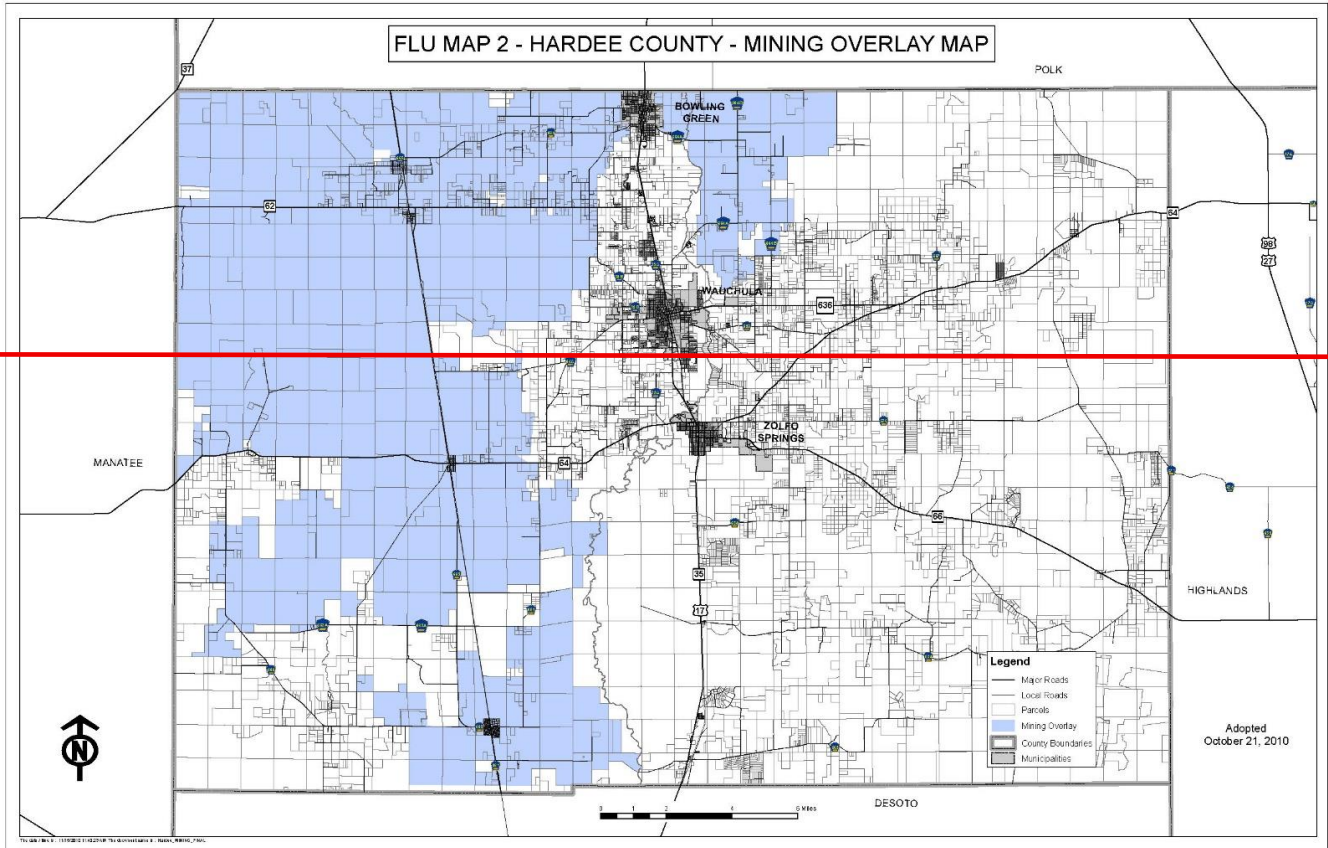 FLU MAP 2 - HARDEE COUNTY - MINING OVERLAY MAP
37
POLK
BOWLING
GREEN
62
64
98
27
WAUCHULA
636
ZOLFO
SPRINGS
MANATEE
64
66
35
17
HIGHLANDS
Legend
Major Roads
Local Roads
Parcels
Mining Overlay
County Boundaries
Municipalities
Adopted
October 21, 2010
N
0 1 2 4 6 Miles
DESOTO